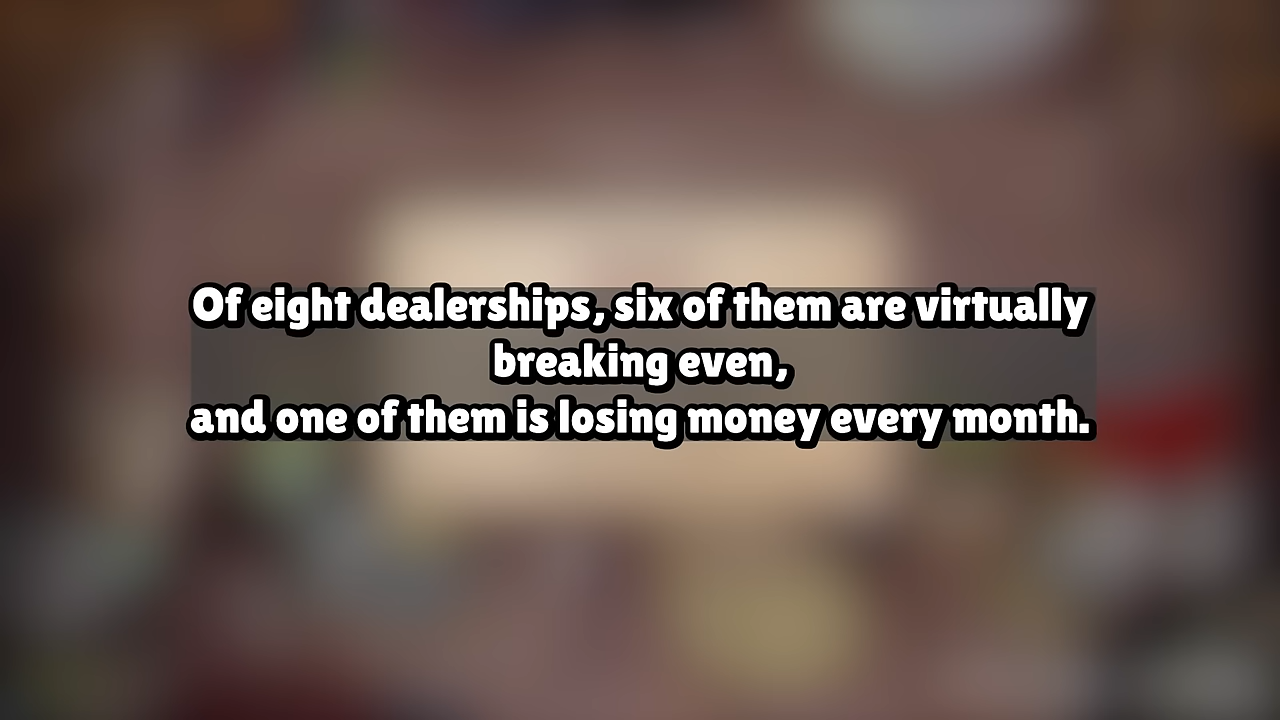 Of eight dealerships, six of them are virtually
breaking even,
and one of them is losing money every month.